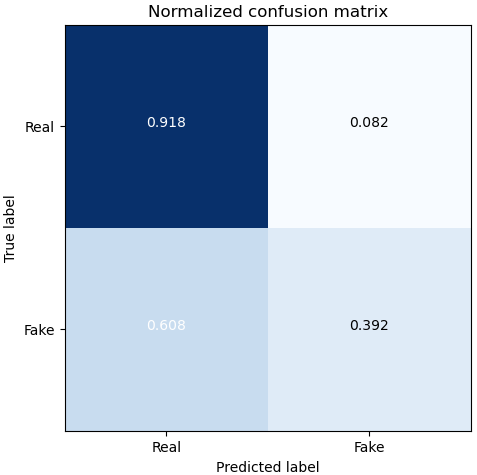 Normalized confusion matrix
True label
Real
0.918
0.082
Fake
0.608
0.392
Real
Fake
Predicted label